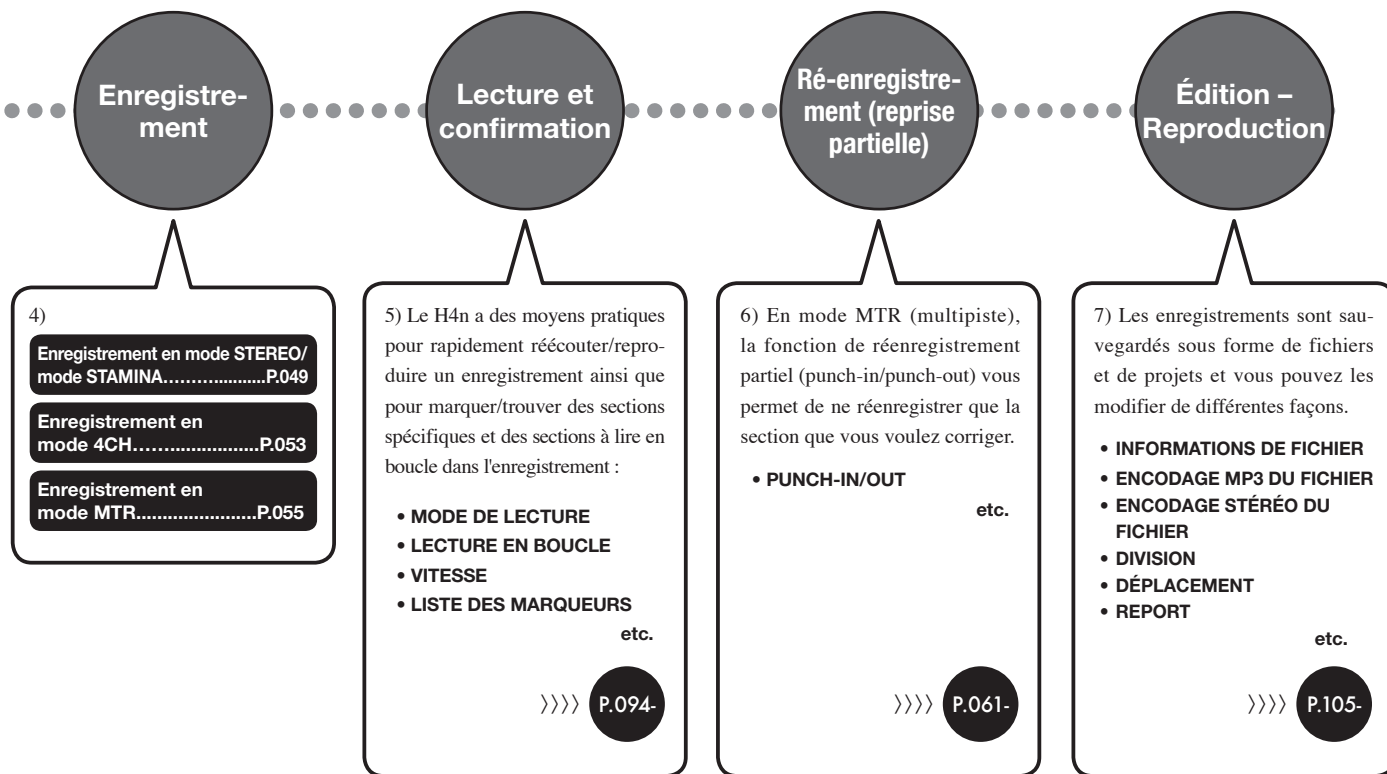 Enregistre-
ment
Lecture et
confirmation
Ré-enregistre-
ment (reprise
partielle)
Édition –
Reproduction
4)
Enregistrement en mode STEREO/
mode STAMINA.....................P.049
Enregistrement en
mode 4CH.......................P.053
Enregistrement en
mode MTR.......................P.055
5) Le H4n a des moyens pratiques
pour rapidement réécouter/repro-
duire un enregistrement ainsi que
pour marquer/trouver des sections
spécifiques et des sections à lire en
boucle dans l'enregistrement :
• MODE DE LECTURE
• LECTURE EN BOUCLE
• VITESSE
• LISTE DES MARQUEURS
etc.
〉〉〉〉 P.094-
6) En mode MTR (multipiste),
la fonction de réenregistrement
partiel (punch-in/punch-out) vous
permet de ne réenregistrer que la
section que vous voulez corriger.
• PUNCH-IN/OUT
etc.
〉〉〉〉 P.061-
7) Les enregistrements sont sau-
vegardés sous forme de fichiers
et de projets et vous pouvez les
modifier de différentes façons.
• INFORMATIONS DE FICHIER
• ENCODAGE MP3 DU FICHIER
• ENCODAGE STÉRÉO DU
FICHIER
• DIVISION
• DÉPLACEMENT
• REPORT
etc.
〉〉〉〉 P.105-